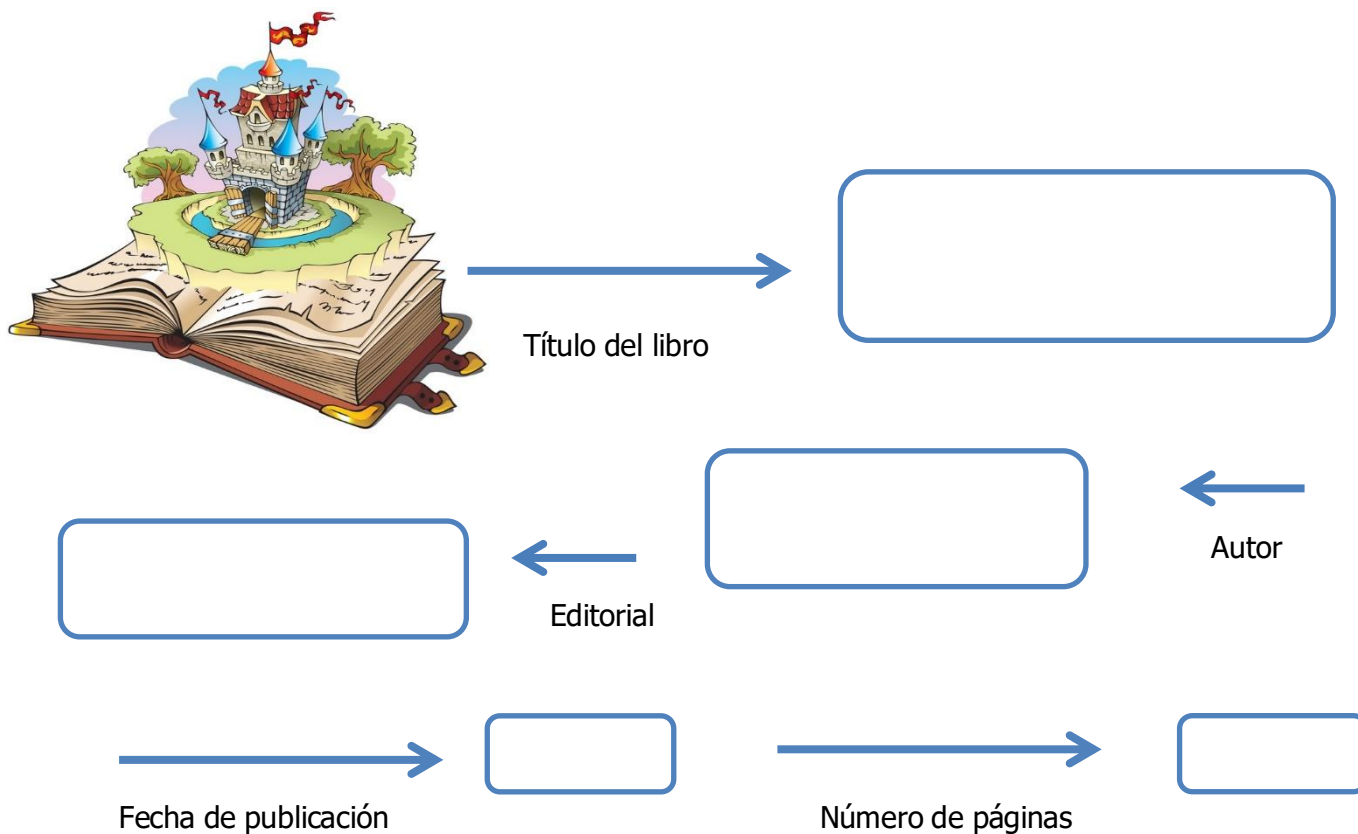 Título del libro
Autor
Editorial
Fecha de publicación
Número de páginas